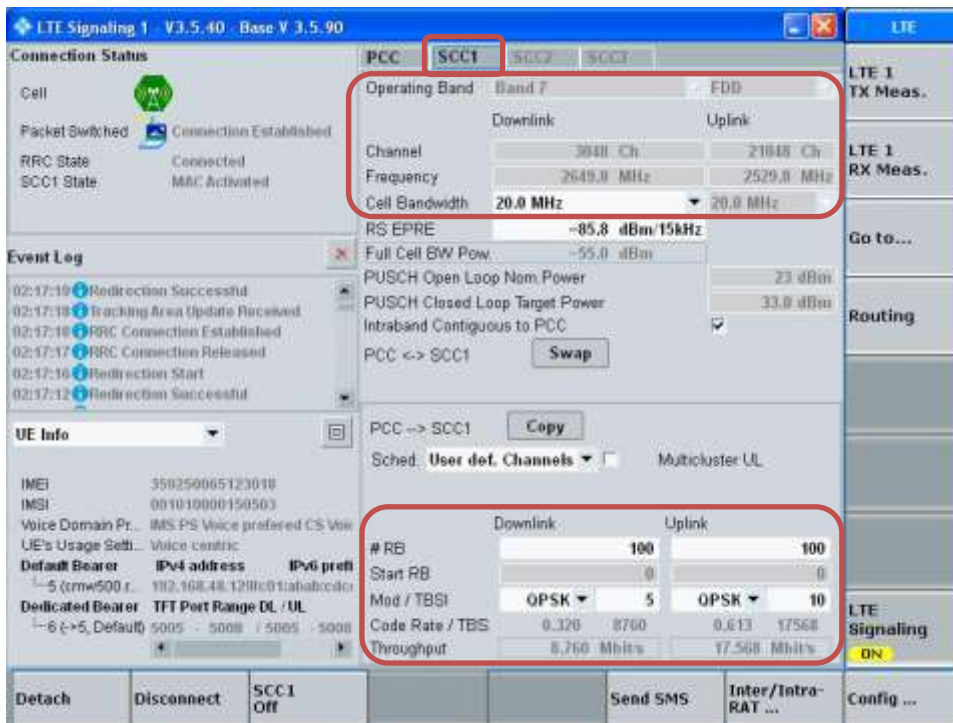 LTE Signaling 1 - V3.5.40 - Base V 3.5.90
LTE
Connection Status
Cell
Packet Switched Connection Established
RRC State Connected
SCC1 State MAC Activated
PCC SCC1 SCC2 SCC3
Operating Band Band 7 FDD
Downlink Uplink
Channel 3048 Ch 21048 Ch
Frequency 2649.8 MHz 2529.8 MHz
Cell Bandwidth 20.0 MHz 20.0 MHz
RS EPRE -85.8 dBm/15kHz
Full Cell BW Pow. -55.0 dBm
PUSCH Open Loop Nom.Power 23 dBm
PUSCH Closed Loop Target Power 33.0 dBm
Intraband Contiguous to PCC
PCC <-> SCC1 Swap
Event Log
02:17:19 Redirection Successful
02:17:18 Tracking Area Update Received
02:17:18 RRC Connection Established
02:17:17 RRC Connection Released
02:17:16 Redirection Start
02:17:12 Redirection Successful
UE Info
IMEI 350250065123018
IMSI 001010000150503
Voice Domain Pr... IMS PS Voice prefered CS Voi
UE's Usage Setti... Voice centric
Default Bearer IPv4 address IPv6 prefi
5 (cmw500.r...
Dedicated Bearer TFT Port Range DL / UL
6 (->5, Default) 5005 - 5008 / 5005 - 5008
PCC --> SCC1 Copy
Sched. User def. Channels Multicluster UL
Downlink Uplink
# RB 100 100
Start RB 0 0
Mod / TBSI QPSK 5 QPSK 10
Code Rate / TBS 0.320 8760 0.613 17568
Throughput 8.760 Mbit/s 17.568 Mbit/s
LTE 1
TX Meas.
LTE 1
RX Meas.
Go to...
Routing
LTE
Signaling
ON
Detach
Disconnect
SCC1
Off
Send SMS
Inter/Intra-
RAT ...
Config ...